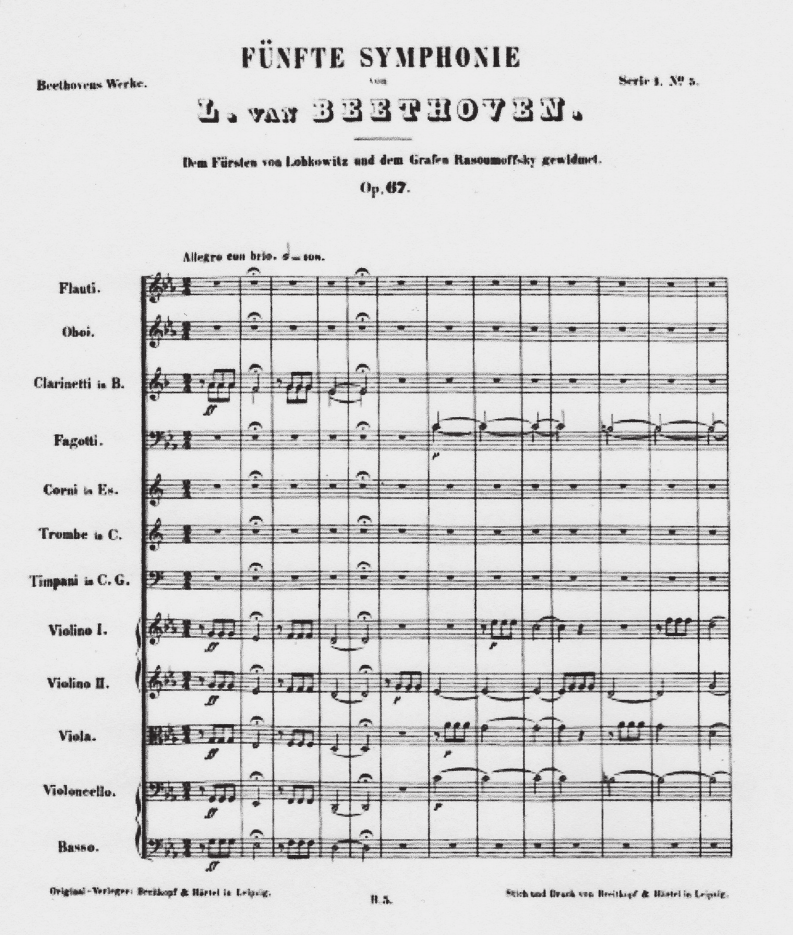 FÜNFTE SYMPHONIE
Beethovens Werke.
von
Serie 1. Nº 5.
L. VAN BEETHOVEN.
Dem Fürsten von Lobkowitz und dem Grafen Rasoumoffsky gewidmet.
Op. 67.
Allegro con brio. = 108.
Flauti.
Oboi.
Clarinetti in B.
ff
Fagotti.
p
Corni in Es.
Trombe in C.
Timpani in C. G.
Violino I.
ff
p
Violino II.
ff
p
Viola.
ff
p
Violoncello.
ff
p
Basso.
ff
Original-Verleger: Breitkopf & Härtel in Leipzig.
B. 5.
Stich und Druck von Breitkopf & Härtel in Leipzig.